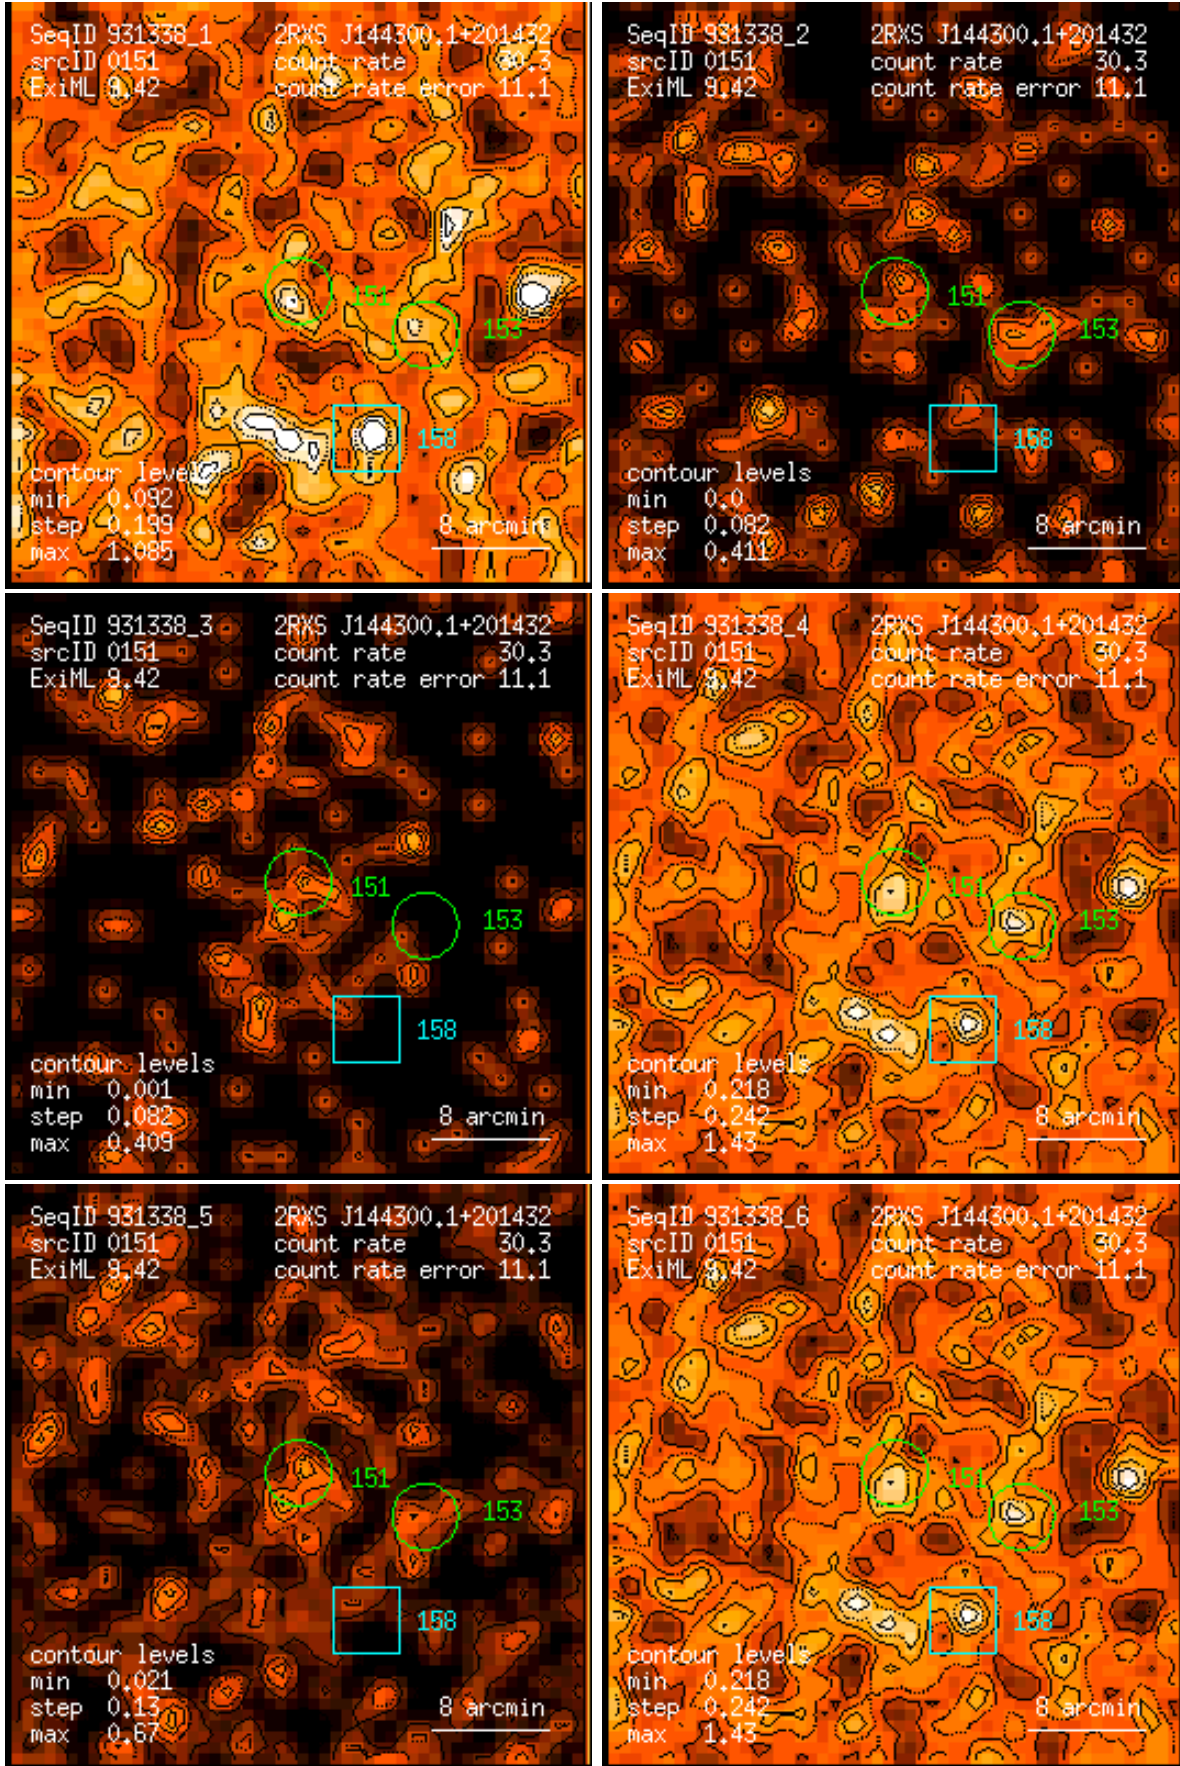 SeqID 931338_1 2RXS J144300.1+201432
srcID 0151 count rate 30.3
ExiML 9.42 count rate error 11.1
151
153
158
contour levels
min 0.092
step 0.199
max 1.085
8 arcmin
SeqID 931338_2 2RXS J144300.1+201432
srcID 0151 count rate 30.3
ExiML 9.42 count rate error 11.1
151
153
158
contour levels
min 0.0
step 0.082
max 0.411
8 arcmin
SeqID 931338_3 2RXS J144300.1+201432
srcID 0151 count rate 30.3
ExiML 9.42 count rate error 11.1
151
153
158
contour levels
min 0.001
step 0.082
max 0.409
8 arcmin
SeqID 931338_4 2RXS J144300.1+201432
srcID 0151 count rate 30.3
ExiML 9.42 count rate error 11.1
151
153
158
contour levels
min 0.218
step 0.242
max 1.43
8 arcmin
SeqID 931338_5 2RXS J144300.1+201432
srcID 0151 count rate 30.3
ExiML 9.42 count rate error 11.1
151
153
158
contour levels
min 0.021
step 0.13
max 0.67
8 arcmin
SeqID 931338_6 2RXS J144300.1+201432
srcID 0151 count rate 30.3
ExiML 9.42 count rate error 11.1
151
153
158
contour levels
min 0.218
step 0.242
max 1.43
8 arcmin